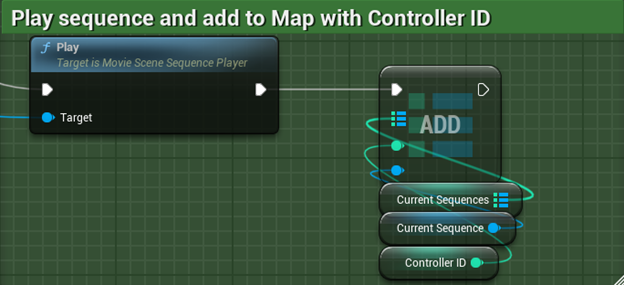 Play sequence and add to Map with Controller ID
f Play
Target is Movie Scene Sequence Player
Target
ADD
Current Sequences
Current Sequence
Controller ID